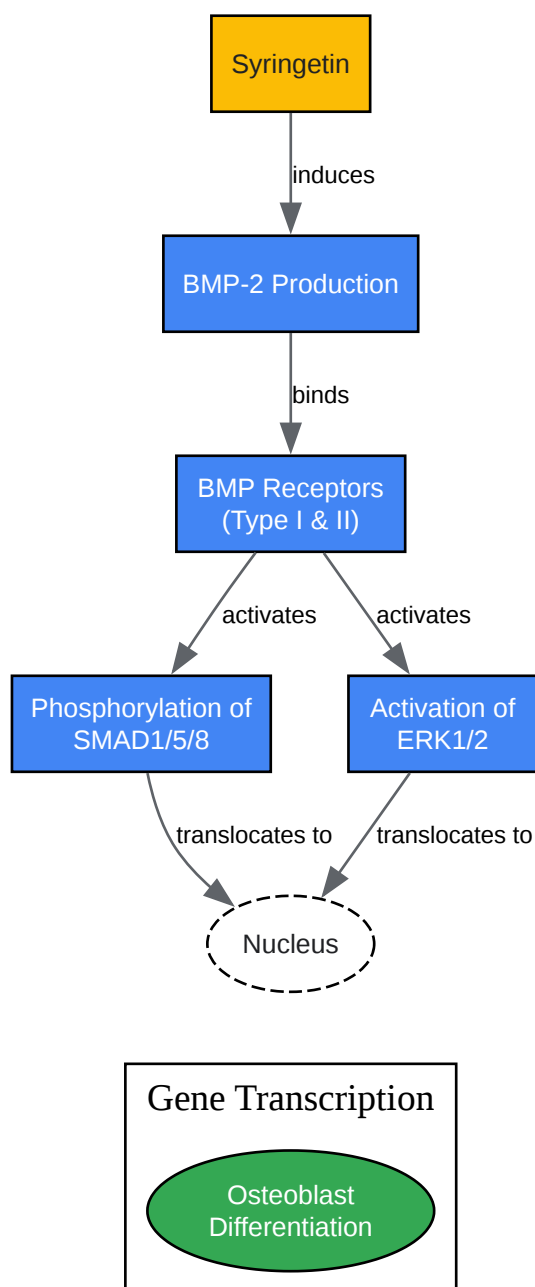 Syringetin
induces
BMP-2 Production
binds
BMP Receptors
(Type I & II)
activates
activates
Phosphorylation of
SMAD1/5/8
Activation of
ERK1/2
translocates to
translocates to
Nucleus
Gene Transcription
Osteoblast
Differentiation